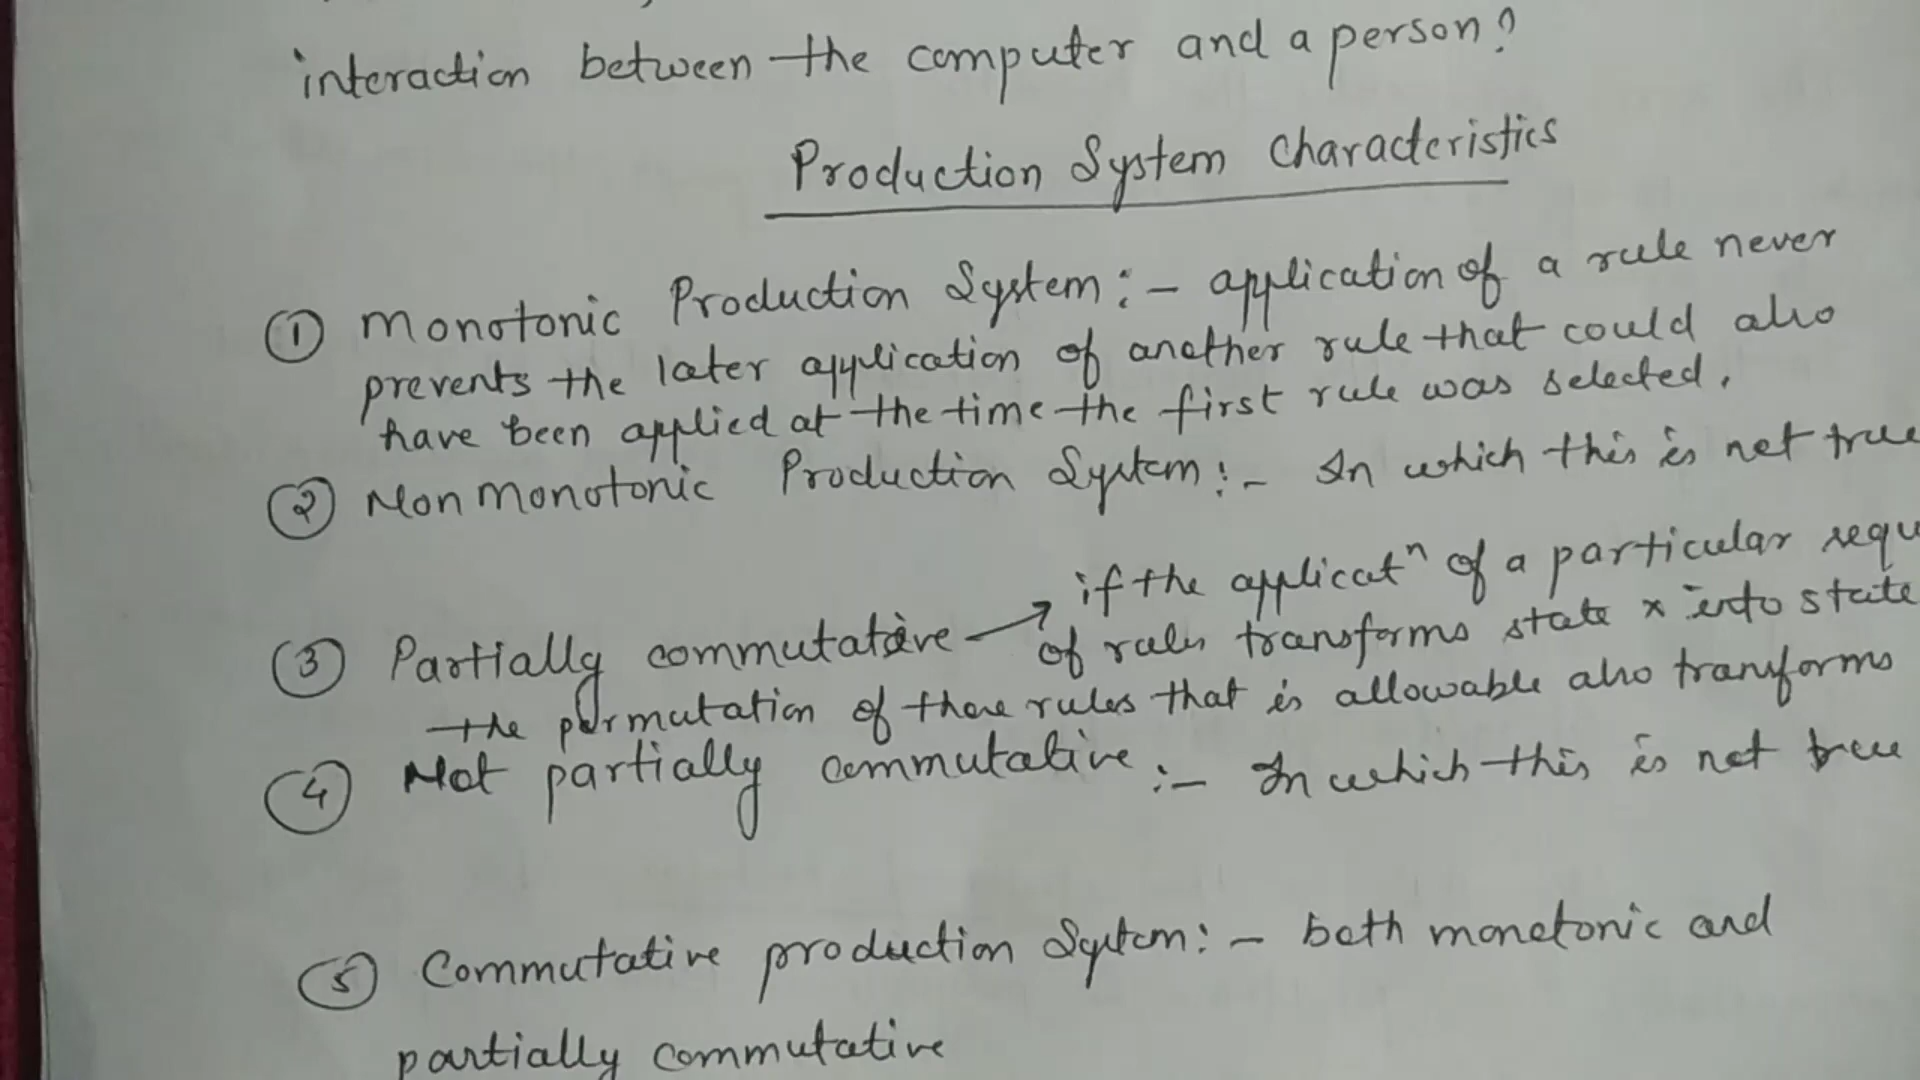 interaction between the computer and a person?
Production System Characteristics
① Monotonic Production System :- application of a rule never
prevents the later application of another rule that could also
have been applied at the time the first rule was selected.
② Non monotonic Production System :- In which this is not true
③ Partially commutative → if the applicatⁿ of a particular sequ
of rules transforms state x into state
the permutation of those rules that is allowable also transforms
④ Not partially commutative :- In which this is not true
⑤ Commutative production System :- both monotonic and
partially commutative